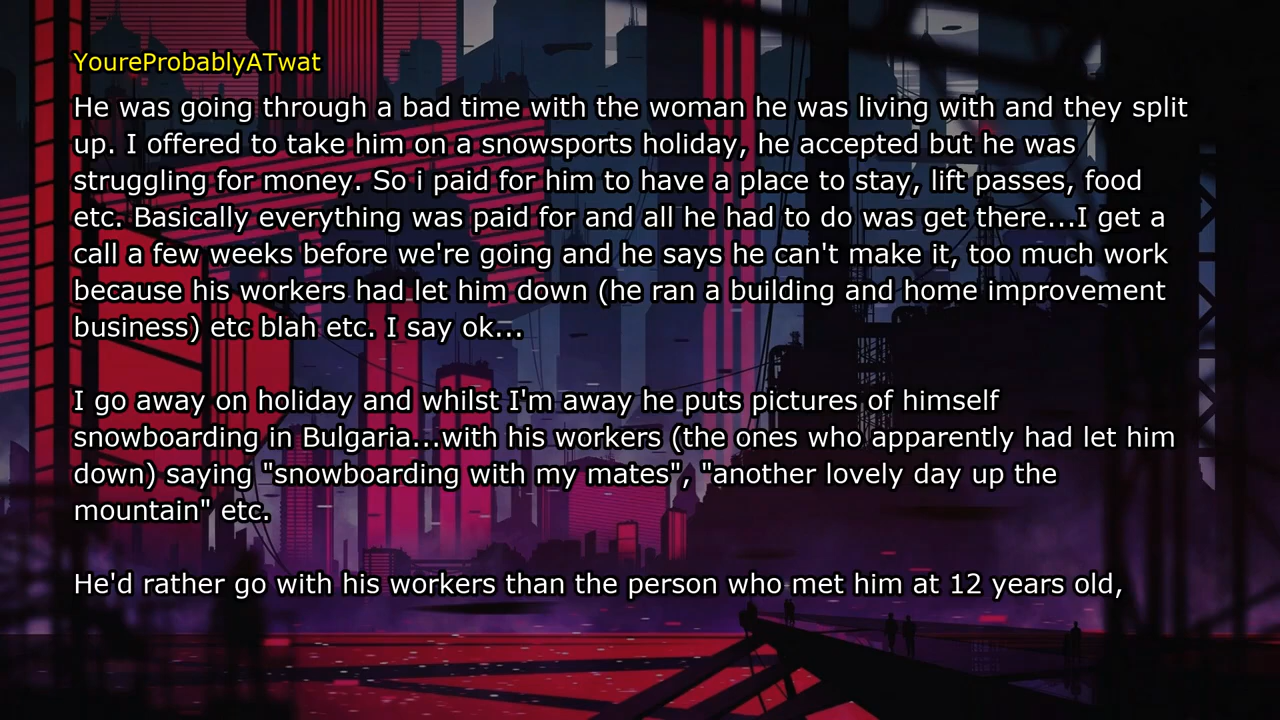 YoureProbablyATwat
He was going through a bad time with the woman he was living with and they split
up. I offered to take him on a snowsports holiday, he accepted but he was
struggling for money. So i paid for him to have a place to stay, lift passes, food
etc. Basically everything was paid for and all he had to do was get there...I get a
call a few weeks before we're going and he says he can't make it, too much work
because his workers had let him down (he ran a building and home improvement
business) etc blah etc. I say ok...
I go away on holiday and whilst I'm away he puts pictures of himself
snowboarding in Bulgaria...with his workers (the ones who apparently had let him
down) saying "snowboarding with my mates", "another lovely day up the
mountain" etc.
He'd rather go with his workers than the person who met him at 12 years old,